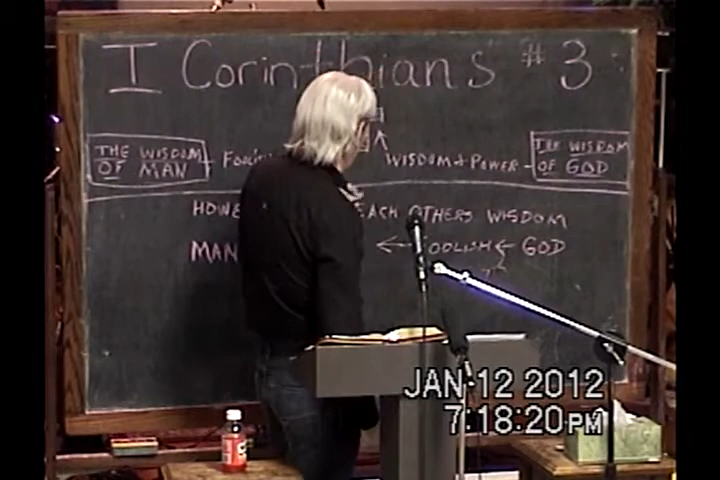 I Corinthians #3
THE WISDOM
OF MAN
WISDOM + POWER
THE WISDOM
OF GOD
OTHERS WISDOM
MAN
GOD
JAN 12 2012
7:18:20 PM